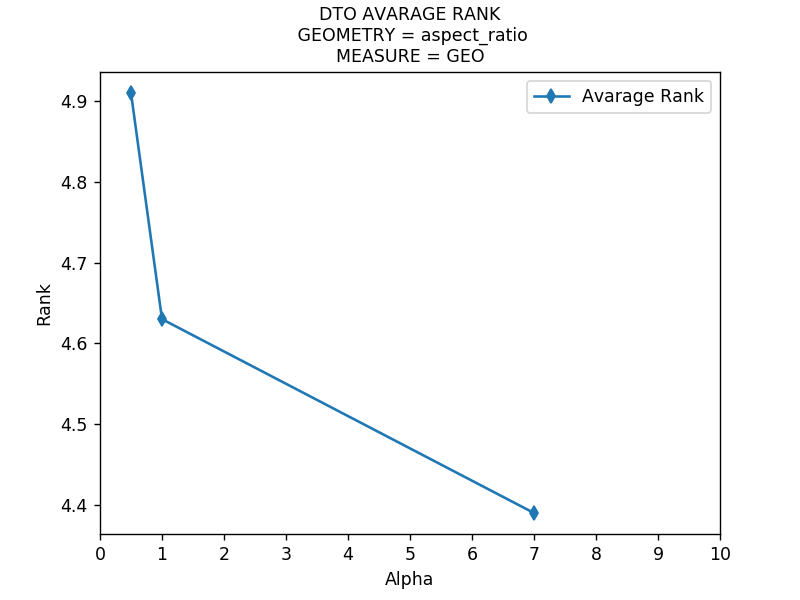 DTO AVARAGE RANK
GEOMETRY = aspect_ratio
MEASURE = GEO
Avarage Rank
4.9
4.8
4.7
4.6
4.5
4.4
Rank
0 1 2 3 4 5 6 7 8 9 10
Alpha